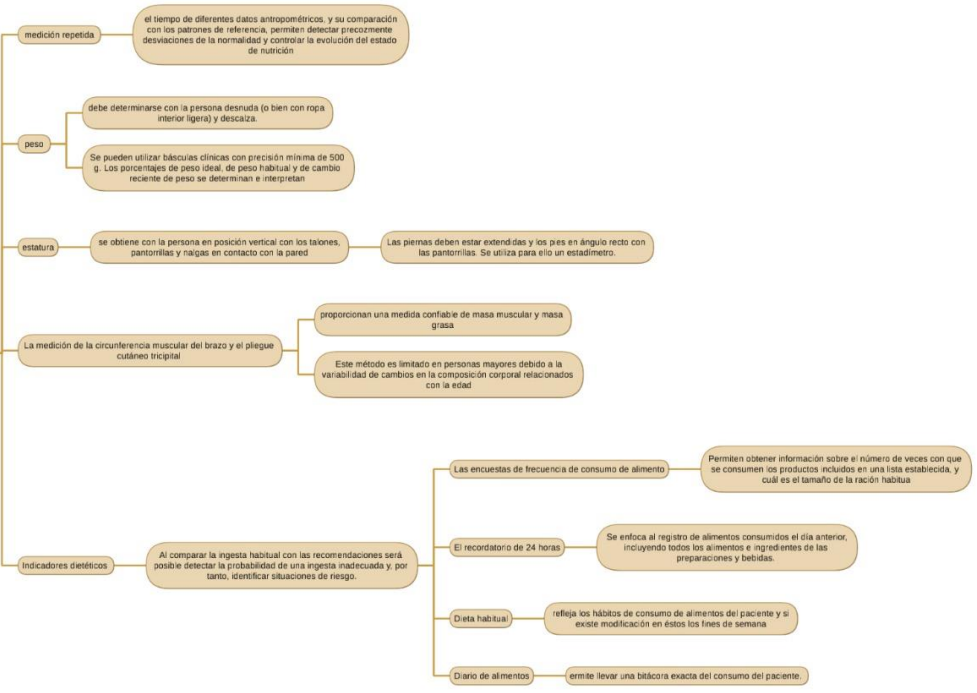 medición repetida
el tiempo de diferentes datos antropométricos, y su comparación
con los patrones de referencia, permiten detectar precozmente
desviaciones de la normalidad y controlar la evolución del estado
de nutrición
peso
debe determinarse con la persona desnuda (o bien con ropa
interior ligera) y descalza.
Se pueden utilizar básculas clínicas con precisión mínima de 500
g. Los porcentajes de peso ideal, de peso habitual y de cambio
reciente de peso se determinan e interpretan
estatura
se obtiene con la persona en posición vertical con los talones,
pantorrillas y nalgas en contacto con la pared
Las piernas deben estar extendidas y los pies en ángulo recto con
las pantorrillas. Se utiliza para ello un estadímetro.
La medición de la circunferencia muscular del brazo y el pliegue
cutáneo tricipital
proporcionan una medida confiable de masa muscular y masa
grasa
Este método es limitado en personas mayores debido a la
variabilidad de cambios en la composición corporal relacionados
con la edad
Indicadores dietéticos
Al comparar la ingesta habitual con las recomendaciones será
posible detectar la probabilidad de una ingesta inadecuada y, por
tanto, identificar situaciones de riesgo.
Las encuestas de frecuencia de consumo de alimento
Permiten obtener información sobre el número de veces con que
se consumen los productos incluidos en una lista establecida, y
cuál es el tamaño de la ración habitua
El recordatorio de 24 horas
Se enfoca al registro de alimentos consumidos el día anterior,
incluyendo todos los alimentos e ingredientes de las
preparaciones y bebidas.
Dieta habitual
refleja los hábitos de consumo de alimentos del paciente y si
existe modificación en éstos los fines de semana
Diario de alimentos
ermite llevar una bitácora exacta del consumo del paciente.